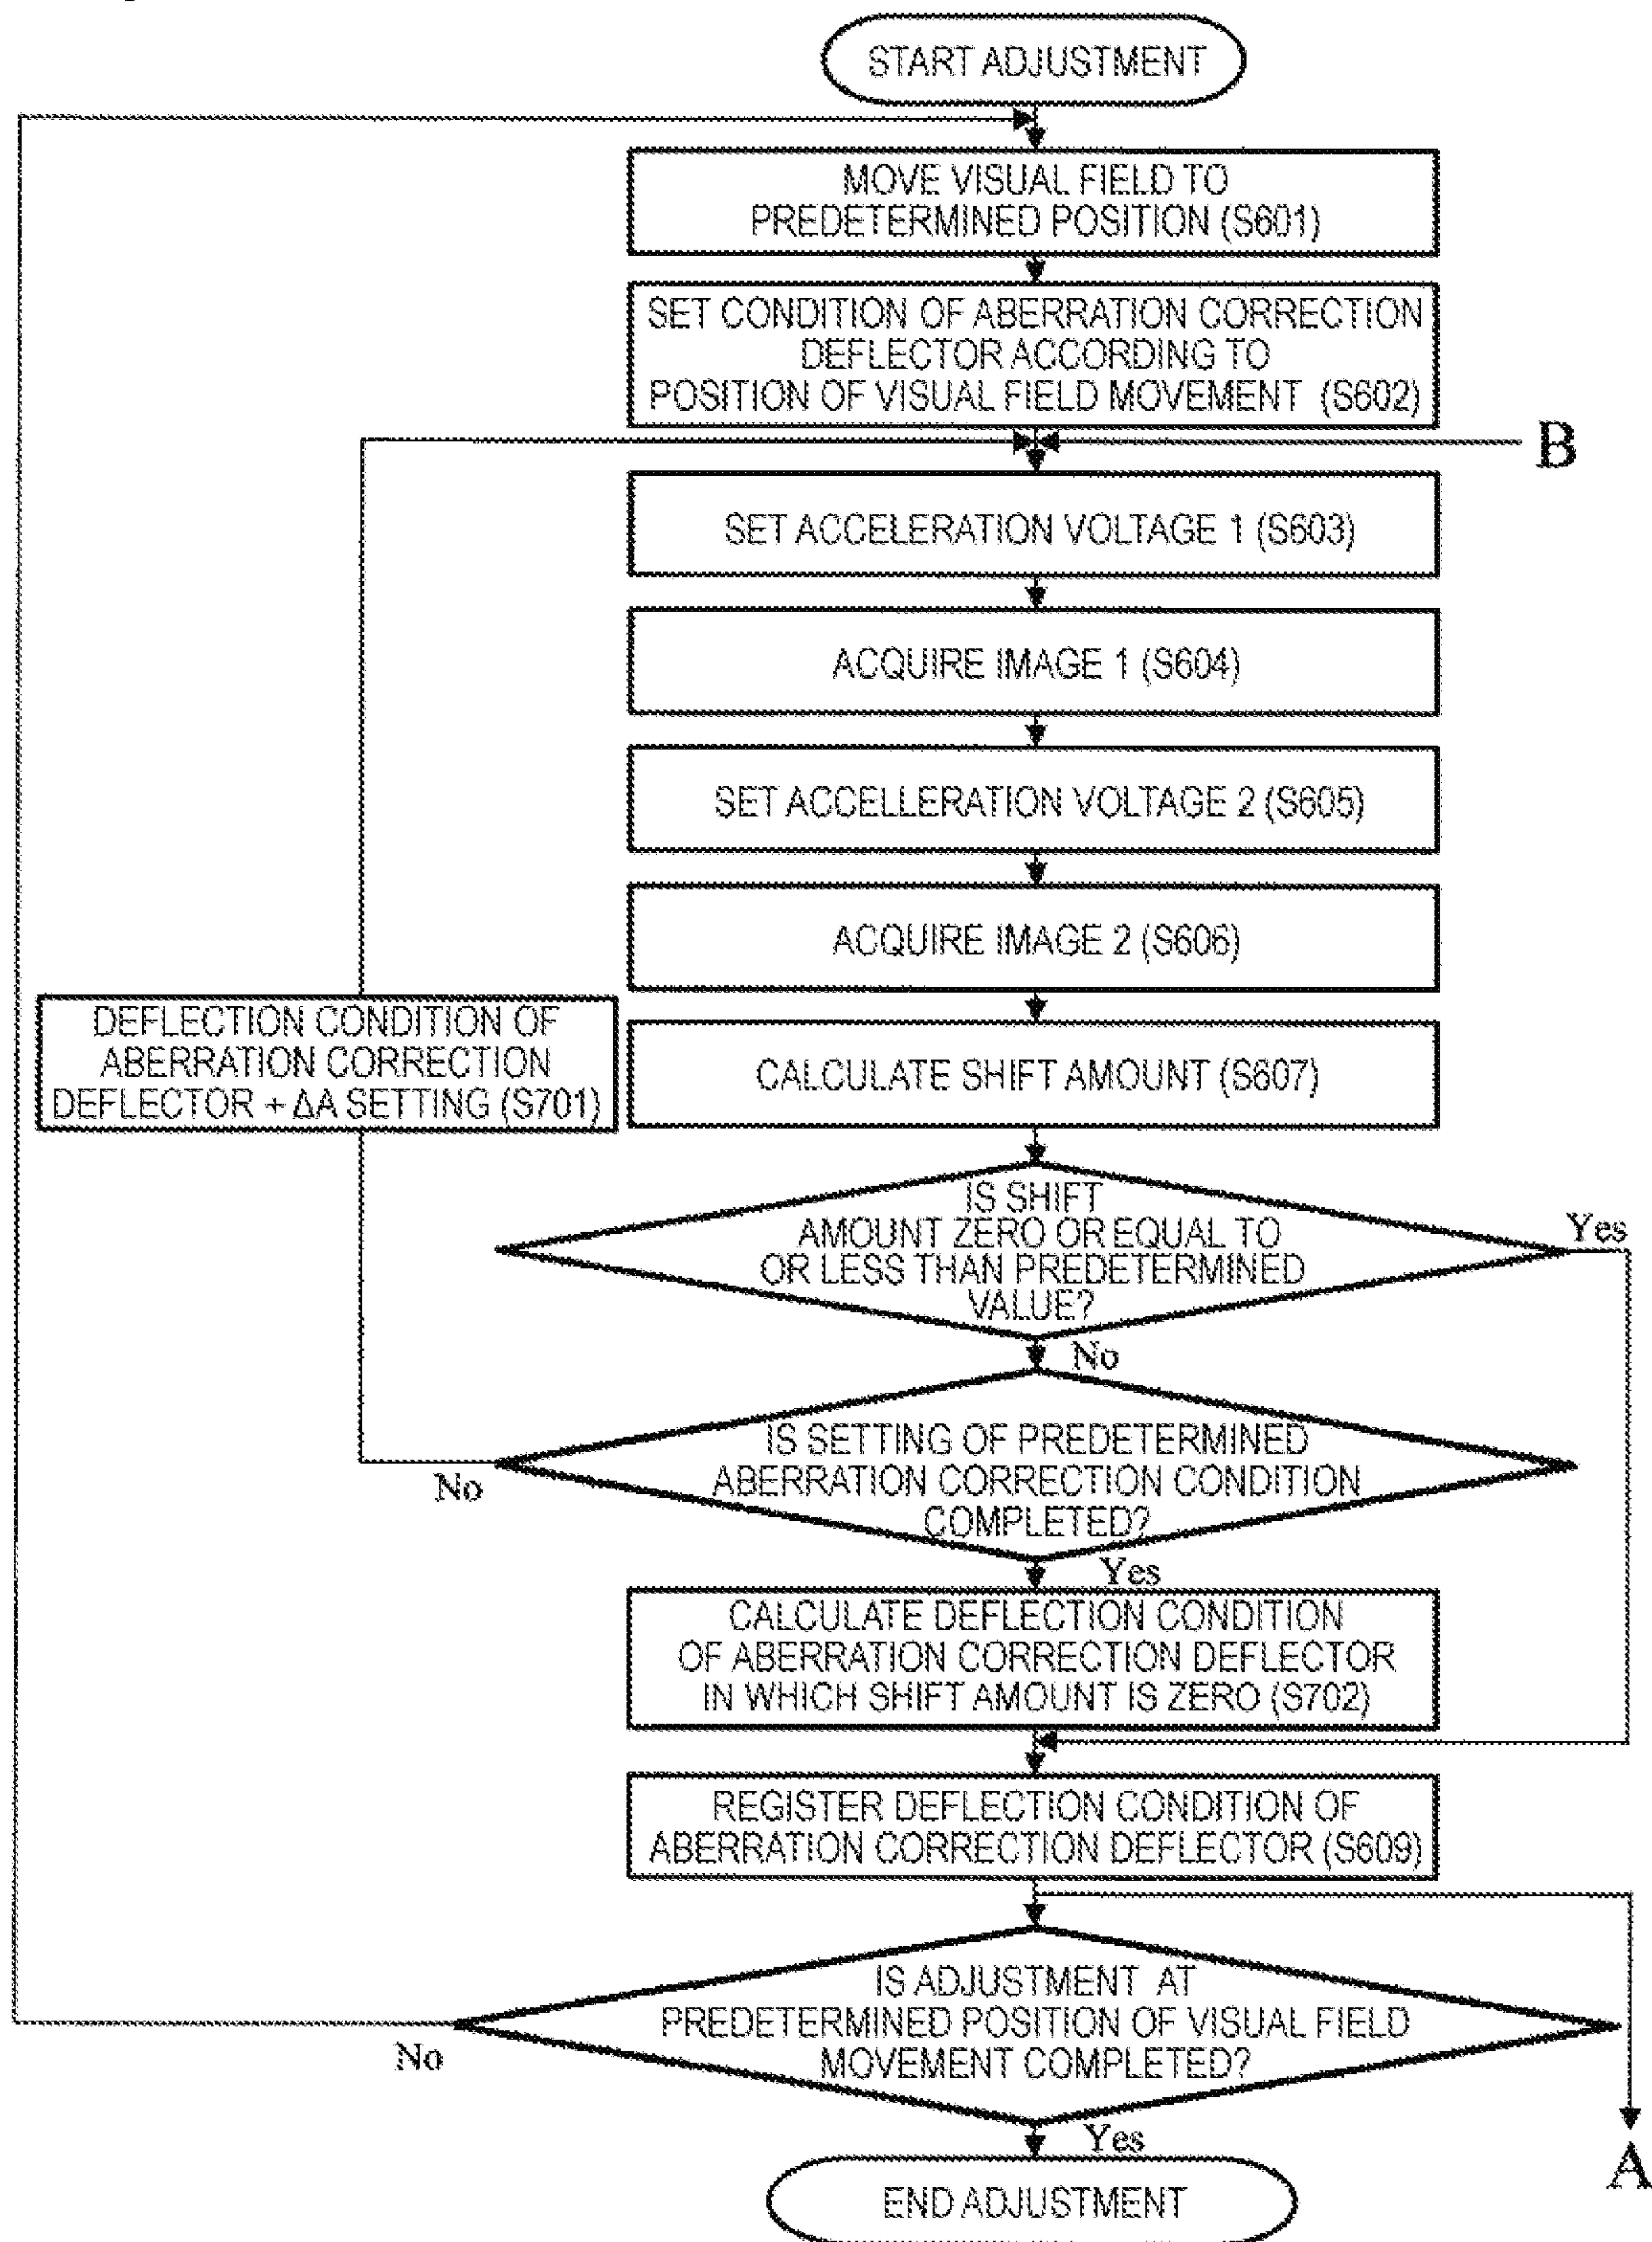 START ADJUSTMENT
MOVE VISUAL FIELD TO
PREDETERMINED POSITION (S601)
SET CONDITION OF ABERRATION CORRECTION
DEFLECTOR ACCORDING TO
POSITION OF VISUAL FIELD MOVEMENT (S602)
B
SET ACCELERATION VOLTAGE 1 (S603)
ACQUIRE IMAGE 1 (S604)
SET ACCELLERATION VOLTAGE 2 (S605)
ACQUIRE IMAGE 2 (S606)
DEFLECTION CONDITION OF
ABERRATION CORRECTION
DEFLECTOR + ΔA SETTING (S701)
CALCULATE SHIFT AMOUNT (S607)
IS SHIFT
AMOUNT ZERO OR EQUAL TO
OR LESS THAN PREDETERMINED
VALUE?
Yes
No
IS SETTING OF PREDETERMINED
ABERRATION CORRECTION CONDITION
COMPLETED?
No
Yes
CALCULATE DEFLECTION CONDITION
OF ABERRATION CORRECTION DEFLECTOR
IN WHICH SHIFT AMOUNT IS ZERO (S702)
REGISTER DEFLECTION CONDITION OF
ABERRATION CORRECTION DEFLECTOR (S609)
IS ADJUSTMENT AT
PREDETERMINED POSITION OF VISUAL FIELD
MOVEMENT COMPLETED?
No
Yes
A
END ADJUSTMENT